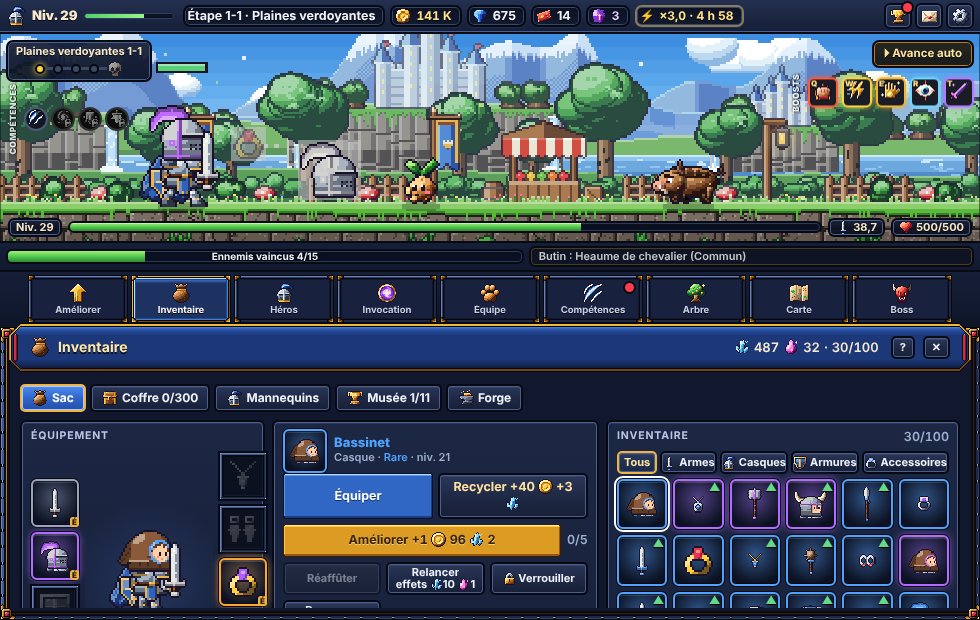 Niv. 29
Étape 1-1 · Plaines verdoyantes
141 K
675
14
3
×3,0 · 4 h 58
Plaines verdoyantes 1-1
Avance auto
COMPÉTENCES
BOOSTS
Niv. 29
38,7
500/500
Ennemis vaincus 4/15
Butin : Heaume de chevalier (Commun)
Améliorer
Inventaire
Héros
Invocation
Equipe
Compétences
Arbre
Carte
Boss
Inventaire
487
32 · 30/100
?
×
Sac
Coffre 0/300
Mannequins
Musée 1/11
Forge
ÉQUIPEMENT
E
E
E
Bassinet
Casque · Rare · niv. 21
Équiper
Recycler +40 +3
Améliorer +1 96 2
0/5
Réaffûter
Relancer
effets 10 1
Verrouiller
INVENTAIRE
30/100
Tous
Armes
Casques
Armures
Accessoires